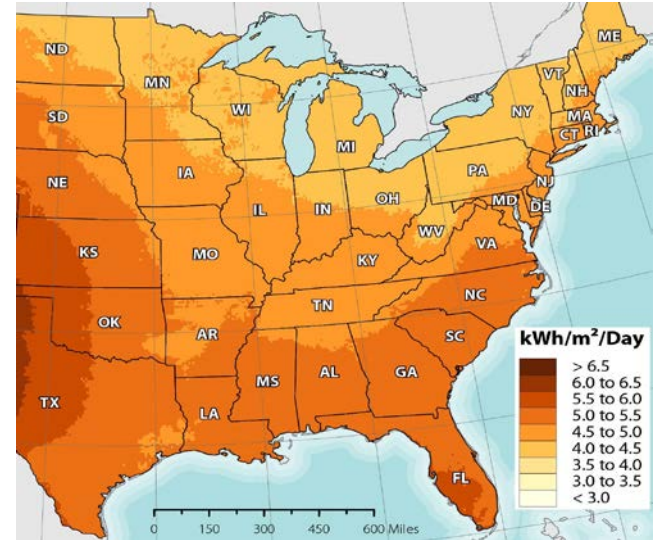 ME
ND
MN
VT
NH
WI
NY
SD
MA
MI
CT RI
IA
PA
NE
NJ
OH
IL
IN
MD
DE
WV
KS
MO
VA
KY
NC
TN
OK
AR
SC
kWh/m²/Day
MS
AL
GA
> 6.5
6.0 to 6.5
TX
LA
5.5 to 6.0
5.0 to 5.5
4.5 to 5.0
4.0 to 4.5
3.5 to 4.0
FL
3.0 to 3.5
< 3.0
0 150 300 450 600 Miles